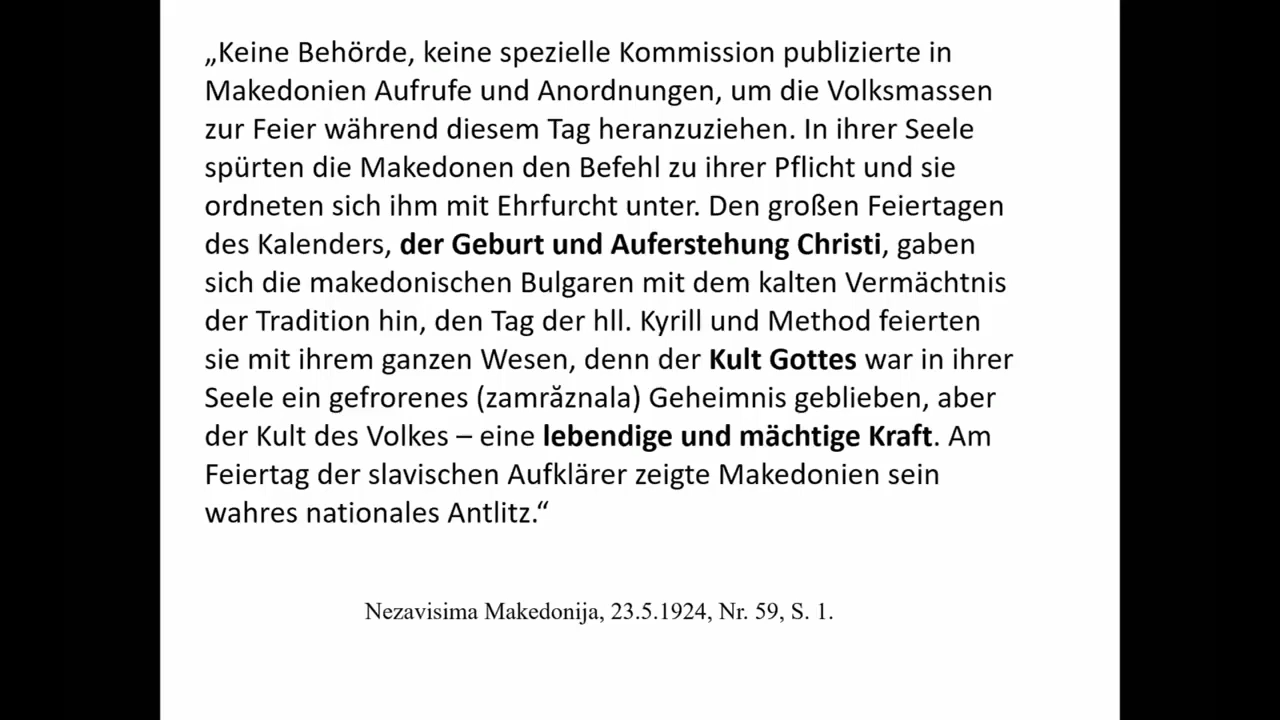 „Keine Behörde, keine spezielle Kommission publizierte in
Makedonien Aufrufe und Anordnungen, um die Volksmassen
zur Feier während diesem Tag heranzuziehen. In ihrer Seele
spürten die Makedonen den Befehl zu ihrer Pflicht und sie
ordneten sich ihm mit Ehrfurcht unter. Den großen Feiertagen
des Kalenders, der Geburt und Auferstehung Christi, gaben
sich die makedonischen Bulgaren mit dem kalten Vermächtnis
der Tradition hin, den Tag der hll. Kyrill und Method feierten
sie mit ihrem ganzen Wesen, denn der Kult Gottes war in ihrer
Seele ein gefrorenes (zamrăznala) Geheimnis geblieben, aber
der Kult des Volkes – eine lebendige und mächtige Kraft. Am
Feiertag der slavischen Aufklärer zeigte Makedonien sein
wahres nationales Antlitz.“
Nezavisima Makedonija, 23.5.1924, Nr. 59, S. 1.